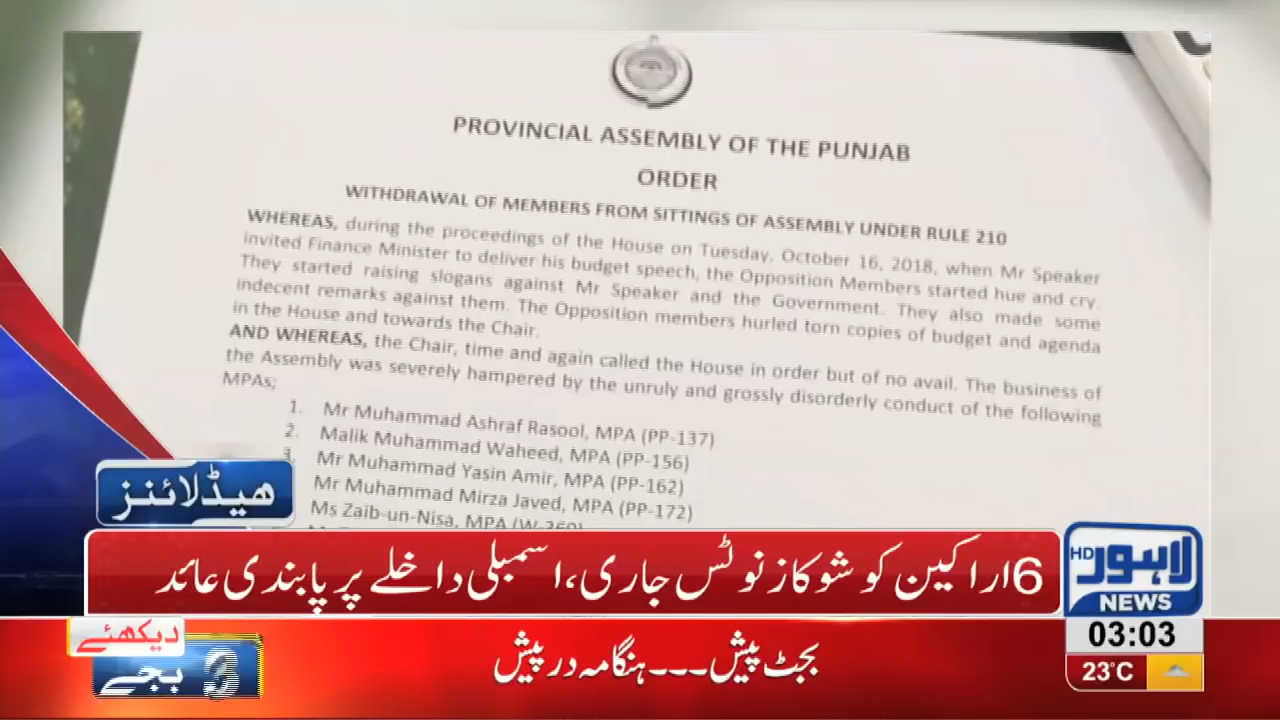 PROVINCIAL ASSEMBLY OF THE PUNJAB
ORDER
WITHDRAWAL OF MEMBERS FROM SITTINGS OF ASSEMBLY UNDER RULE 210
WHEREAS, during the proceedings of the House on Tuesday, October 16, 2018, when Mr Speaker
invited Finance Minister to deliver his budget speech, the Opposition Members started hue and cry.
They started raising slogans against Mr Speaker and the Government. They also made some
indecent remarks against them. The Opposition members hurled torn copies of budget and agenda
in the House and towards the Chair.
AND WHEREAS, the Chair, time and again called the House in order but of no avail. The business of
the Assembly was severely hampered by the unruly and grossly disorderly conduct of the following
MPAs;
1. Mr Muhammad Ashraf Rasool, MPA (PP-137)
2. Malik Muhammad Waheed, MPA (PP-156)
3. Mr Muhammad Yasin Amir, MPA (PP-162)
Mr Muhammad Mirza Javed, MPA (PP-172)
Ms Zaib-un-Nisa, MPA
ہیڈلائنز
6اراکین کو شوکاز نوٹس جاری،اسمبلی داخلے پر پابندی عائد
HD لاہور
NEWS
03:03
23°C
بجٹ پیش۔۔۔ہنگامہ درپیش
دیکھئے
3 بجے